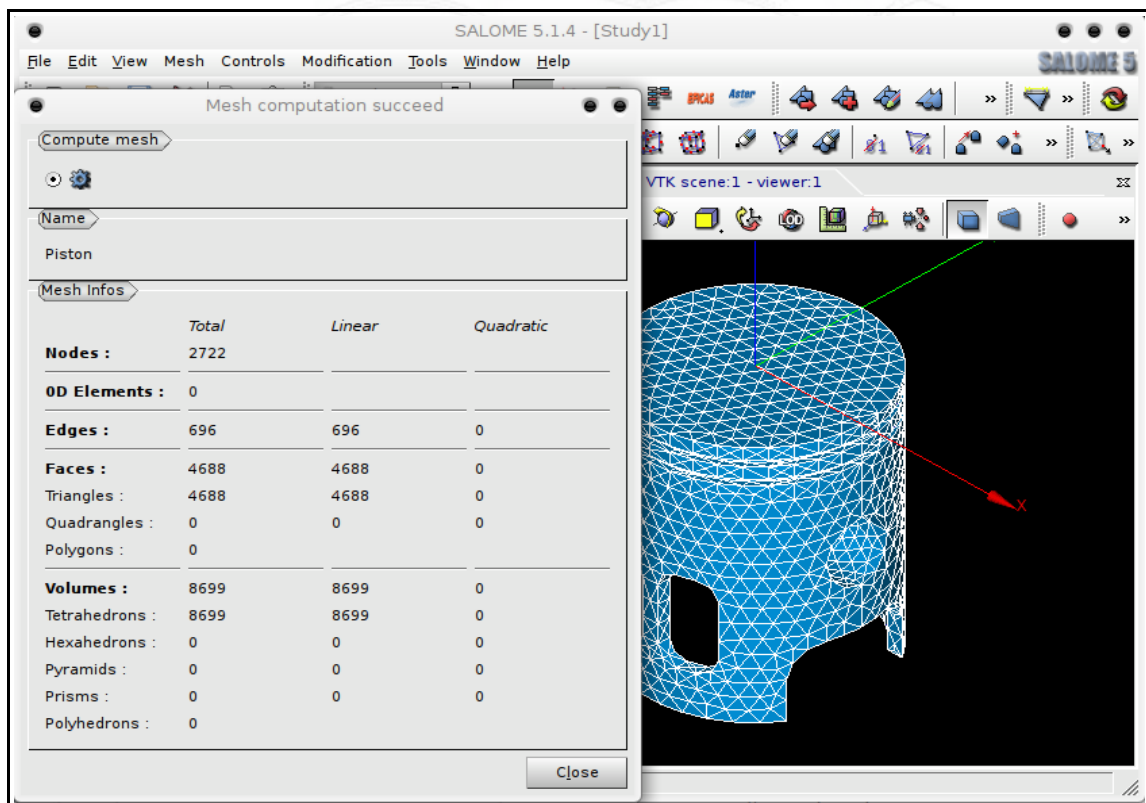 SALOME 5.1.4 - [Study1]
File Edit View Mesh Controls Modification Tools Window Help
SALOME 5
Mesh computation succeed
EFICAS Aster » »
Compute mesh
» »
VTK scene:1 - viewer:1
Name
LOD »
Piston
Mesh Infos
Total Linear Quadratic
Nodes : 2722
0D Elements : 0
Edges : 696 696 0
Faces : 4688 4688 0
Triangles : 4688 4688 0
X
Quadrangles : 0 0 0
Polygons : 0
Volumes : 8699 8699 0
Tetrahedrons : 8699 8699 0
Hexahedrons : 0 0 0
Pyramids : 0 0 0
Prisms : 0 0 0
Polyhedrons : 0
Close